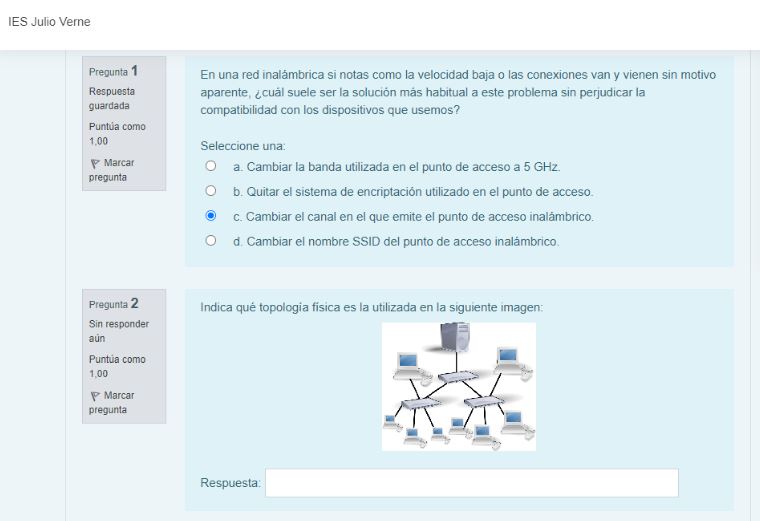 IES Julio Verne
Pregunta 1
Respuesta
guardada
Puntúa como
1,00
Marcar
pregunta
En una red inalámbrica si notas como la velocidad baja o las conexiones van y vienen sin motivo
aparente, ¿cuál suele ser la solución más habitual a este problema sin perjudicar la
compatibilidad con los dispositivos que usemos?
Seleccione una:
a. Cambiar la banda utilizada en el punto de acceso a 5 GHz.
b. Quitar el sistema de encriptación utilizado en el punto de acceso.
c. Cambiar el canal en el que emite el punto de acceso inalámbrico.
d. Cambiar el nombre SSID del punto de acceso inalámbrico.
Pregunta 2
Sin responder
aún
Puntúa como
1,00
Marcar
pregunta
Indica qué topología física es la utilizada en la siguiente imagen:
Respuesta: